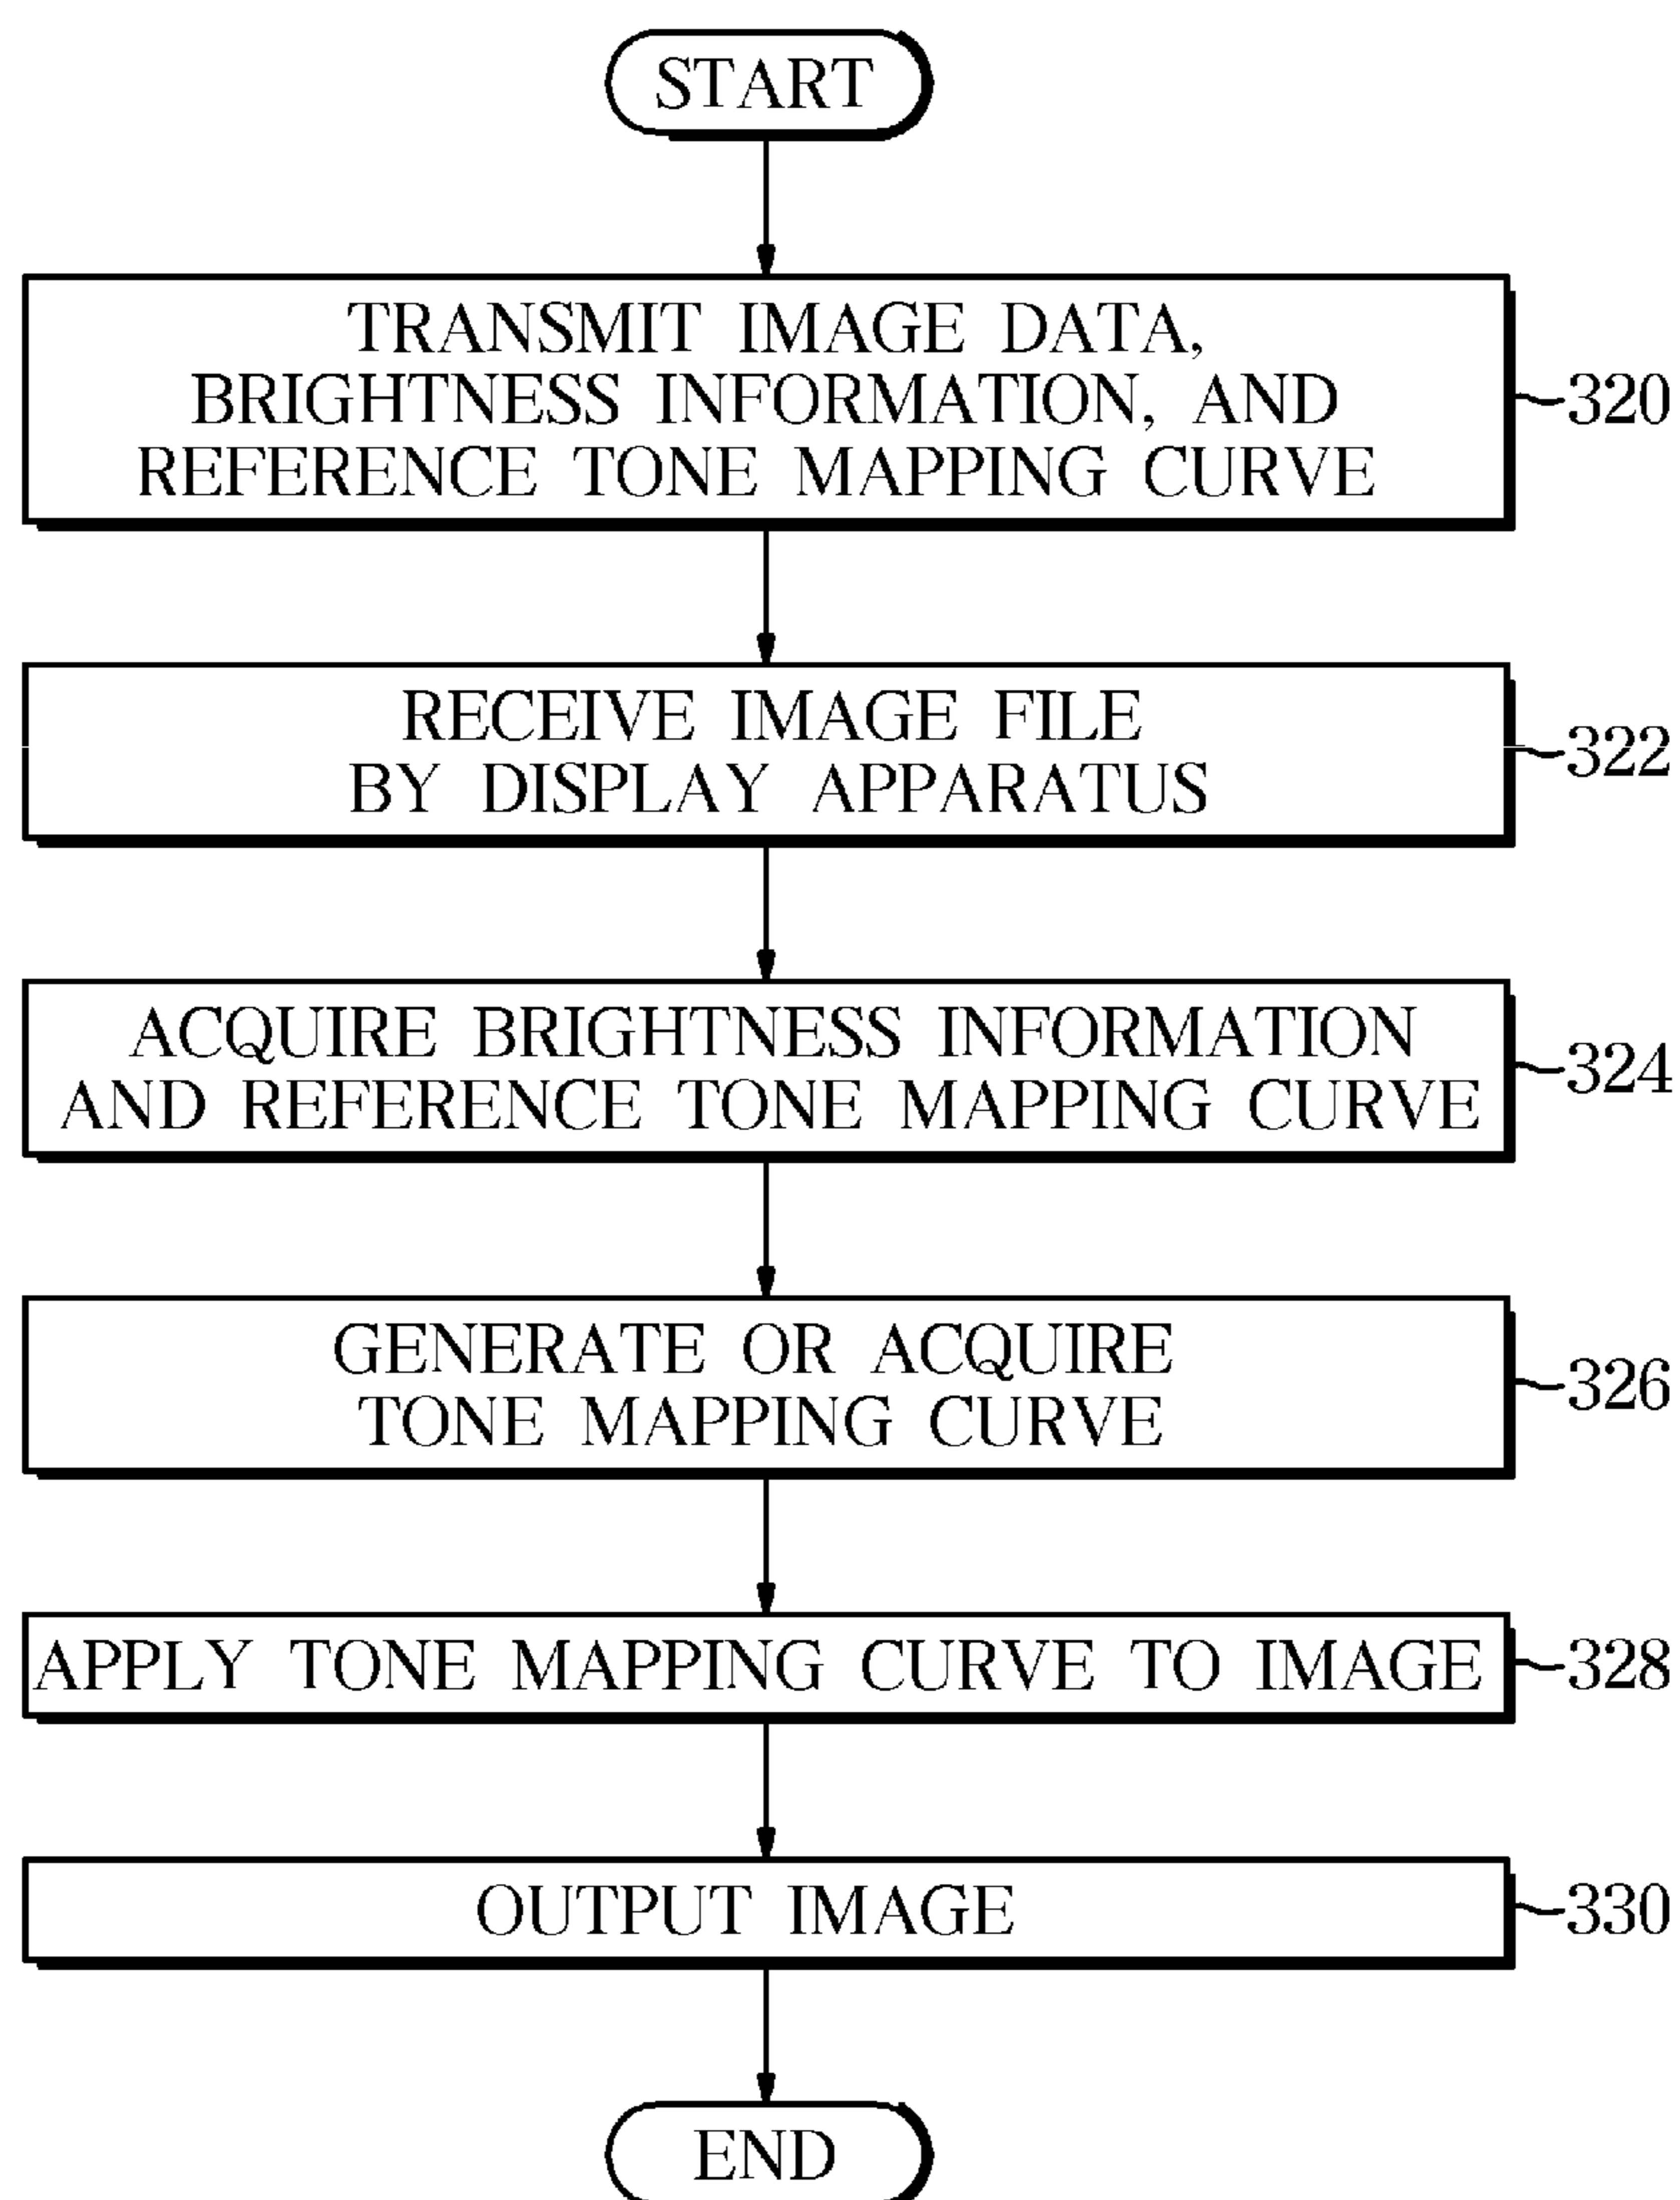 START
TRANSMIT IMAGE DATA,
BRIGHTNESS INFORMATION, AND
REFERENCE TONE MAPPING CURVE
320
RECEIVE IMAGE FILE
BY DISPLAY APPARATUS
322
ACQUIRE BRIGHTNESS INFORMATION
AND REFERENCE TONE MAPPING CURVE
324
GENERATE OR ACQUIRE
TONE MAPPING CURVE
326
APPLY TONE MAPPING CURVE TO IMAGE
328
OUTPUT IMAGE
330
END